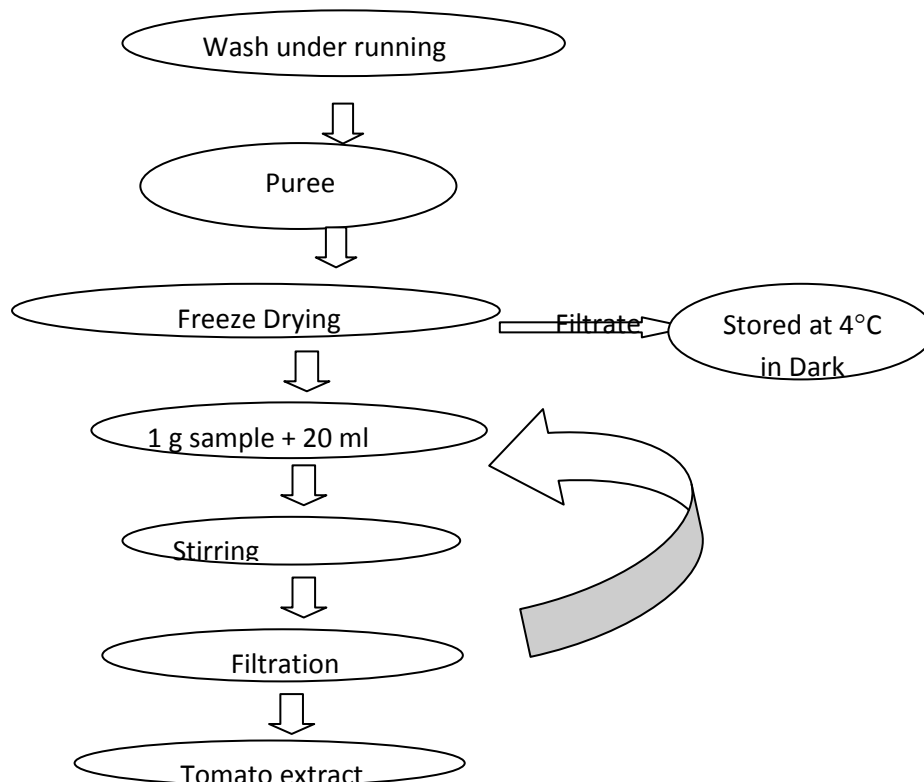 Wash under running
Puree
Freeze Drying
Filtrate
Stored at 4°C
in Dark
1 g sample + 20 ml
Stirring
Filtration
Tomato extract